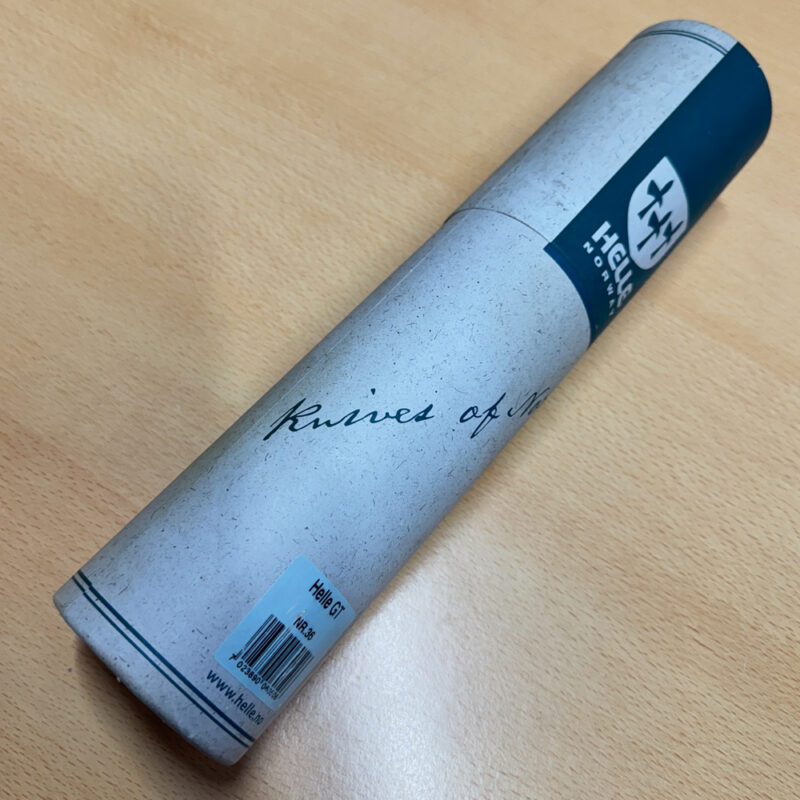 HELLE
NORWAY
Knives of
Helle GT
NR.36
www.helle.no